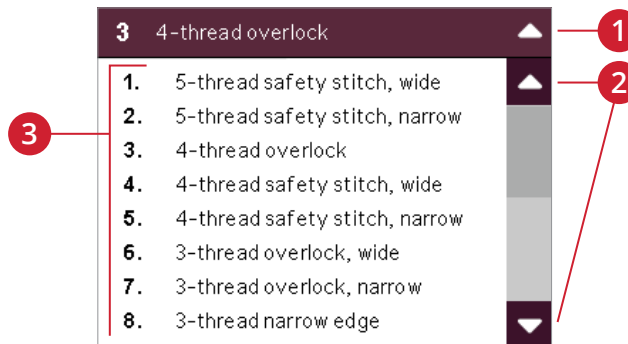 3 4-thread overlock
1
1. 5-thread safety stitch, wide
2
2. 5-thread safety stitch, narrow
3
3. 4-thread overlock
4. 4-thread safety stitch, wide
5. 4-thread safety stitch, narrow
6. 3-thread overlock, wide
7. 3-thread overlock, narrow
8. 3-thread narrow edge